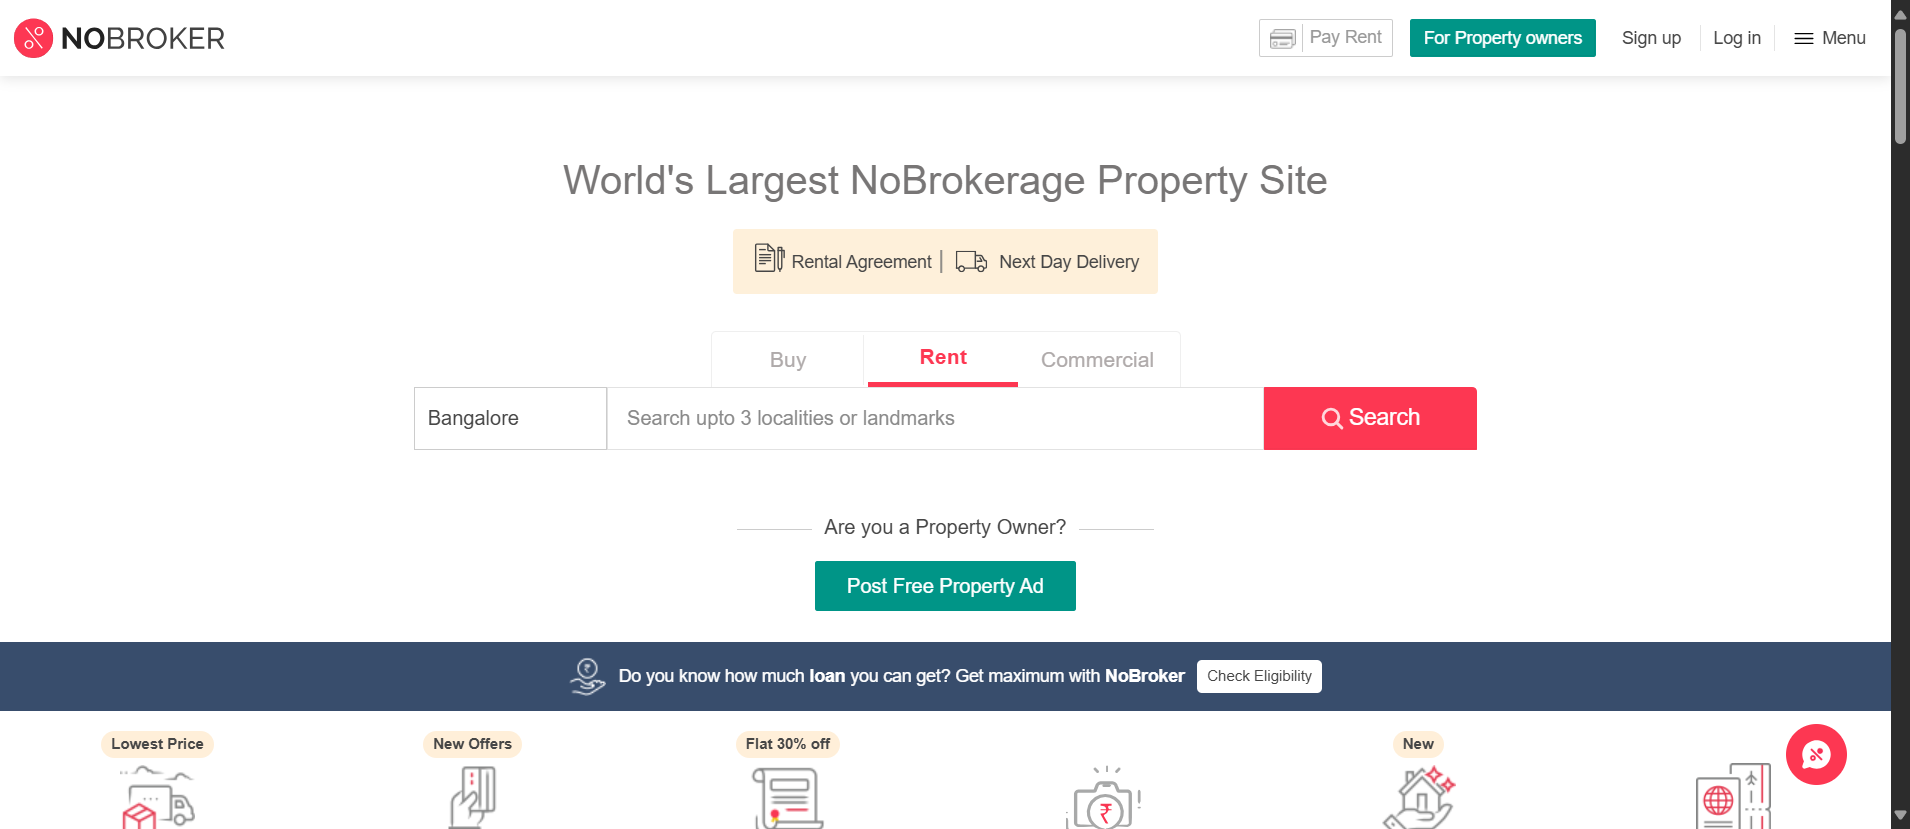 NOBROKER
Pay Rent
For Property owners
Sign up
Log in
Menu
World's Largest NoBrokerage Property Site
Rental Agreement | Next Day Delivery
Buy
Rent
Commercial
Bangalore
Search upto 3 localities or landmarks
Search
Are you a Property Owner?
Post Free Property Ad
Do you know how much loan you can get? Get maximum with NoBroker
Check Eligibility
Lowest Price
New Offers
Flat 30% off
New